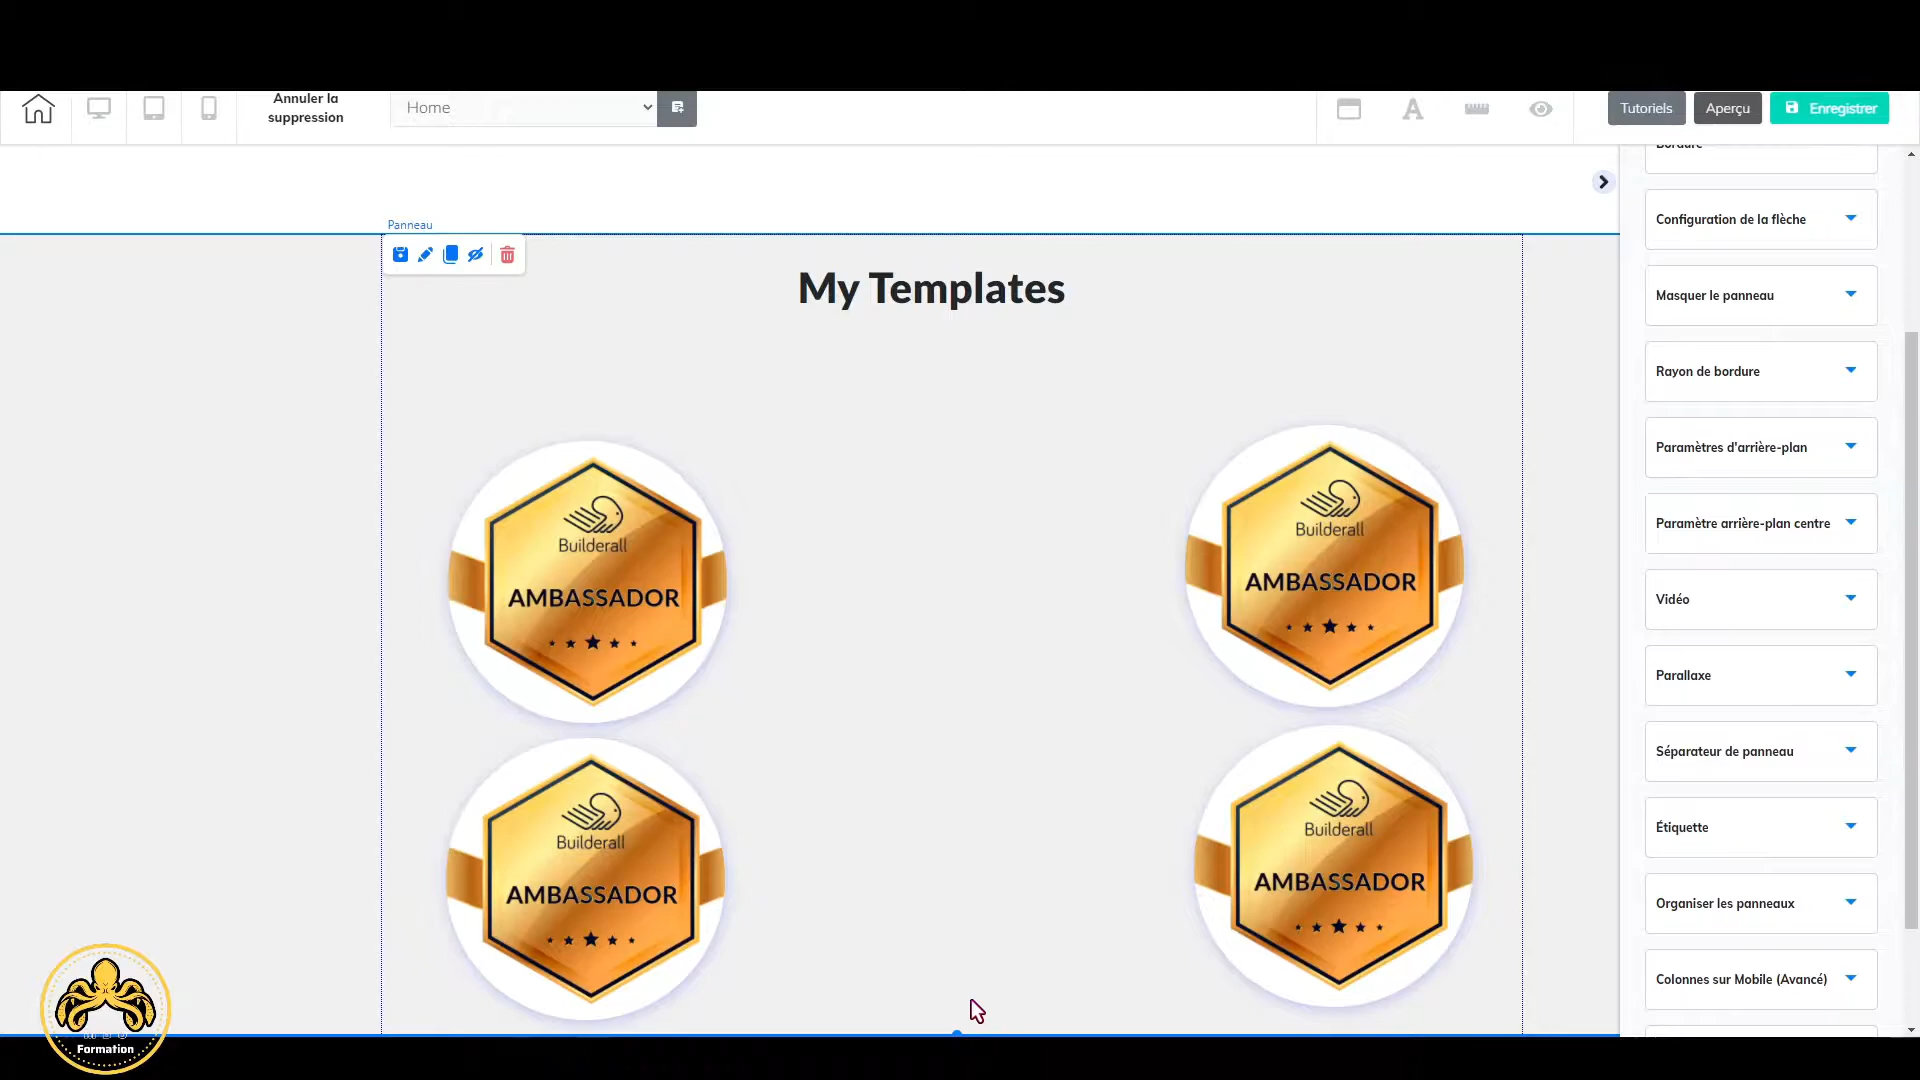 Annuler la
suppression
Home
Tutoriels
Aperçu
Enregistrer
Bordure
Panneau
My Templates
Configuration de la flèche
Masquer le panneau
Rayon de bordure
Paramètres d'arrière-plan
Paramètre arrière-plan centre
Vidéo
Parallaxe
Séparateur de panneau
Étiquette
Organiser les panneaux
Colonnes sur Mobile (Avancé)
Builderall
AMBASSADOR
Builderall
AMBASSADOR
Builderall
AMBASSADOR
Builderall
AMBASSADOR
Formation